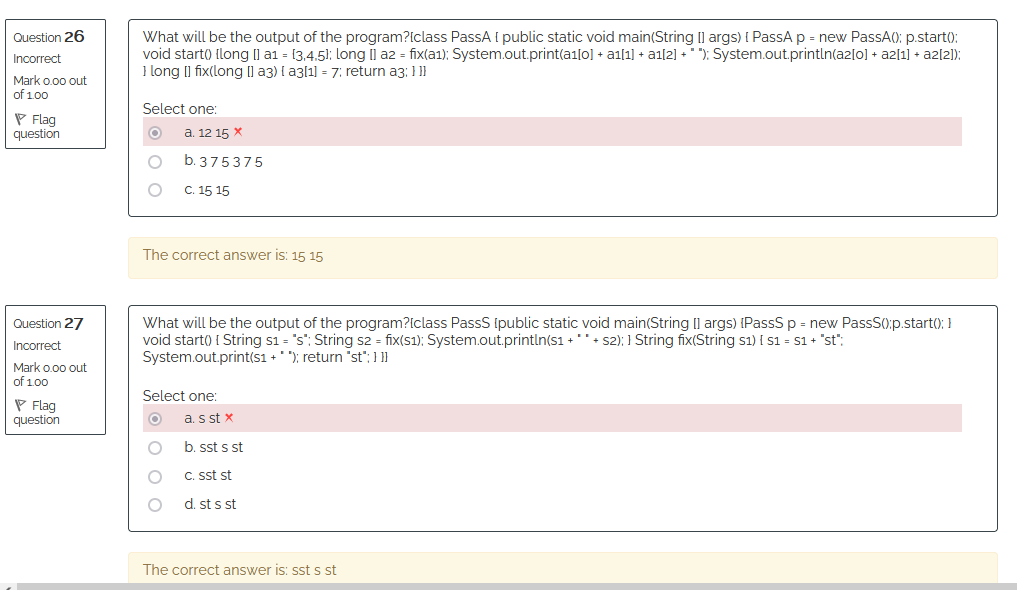 Question 26
Incorrect
Mark 0.00 out
of 1.00
Flag
question
What will be the output of the program?[class PassA { public static void main(String [] args) { PassA p = new PassA(); p.start();
void start() {long [] a1 = {3,4,5}; long [] a2 = fix(a1); System.out.print(a1[0] + a1[1] + a1[2] + " "); System.out.println(a2[0] + a2[1] + a2[2]);
} long [] fix(long [] a3) { a3[1] = 7; return a3; } }]
Select one:
a. 12 15
b. 3 7 5 3 7 5
c. 15 15
The correct answer is: 15 15
Question 27
Incorrect
Mark 0.00 out
of 1.00
Flag
question
What will be the output of the program?[class PassS {public static void main(String [] args) {PassS p = new PassS();p.start(); }
void start() { String s1 = "s"; String s2 = fix(s1); System.out.println(s1 + " " + s2); } String fix(String s1) { s1 = s1 + "st";
System.out.print(s1 + " "); return "st"; } }]
Select one:
a. s st
b. sst s st
c. sst st
d. st s st
The correct answer is: sst s st